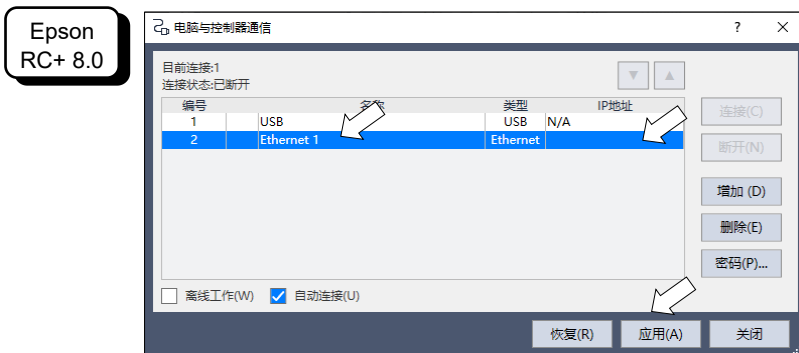 Epson
RC+ 8.0
电脑与控制器通信
?
目前连接:1
连接状态:已断开
▼ ▲
编号 名称 类型 IP地址
1 USB USB N/A
2 Ethernet 1 Ethernet
连接(C)
断开(N)
增加 (D)
删除(E)
密码(P)...
离线工作(W) 自动连接(U)
恢复(R) 应用(A) 关闭